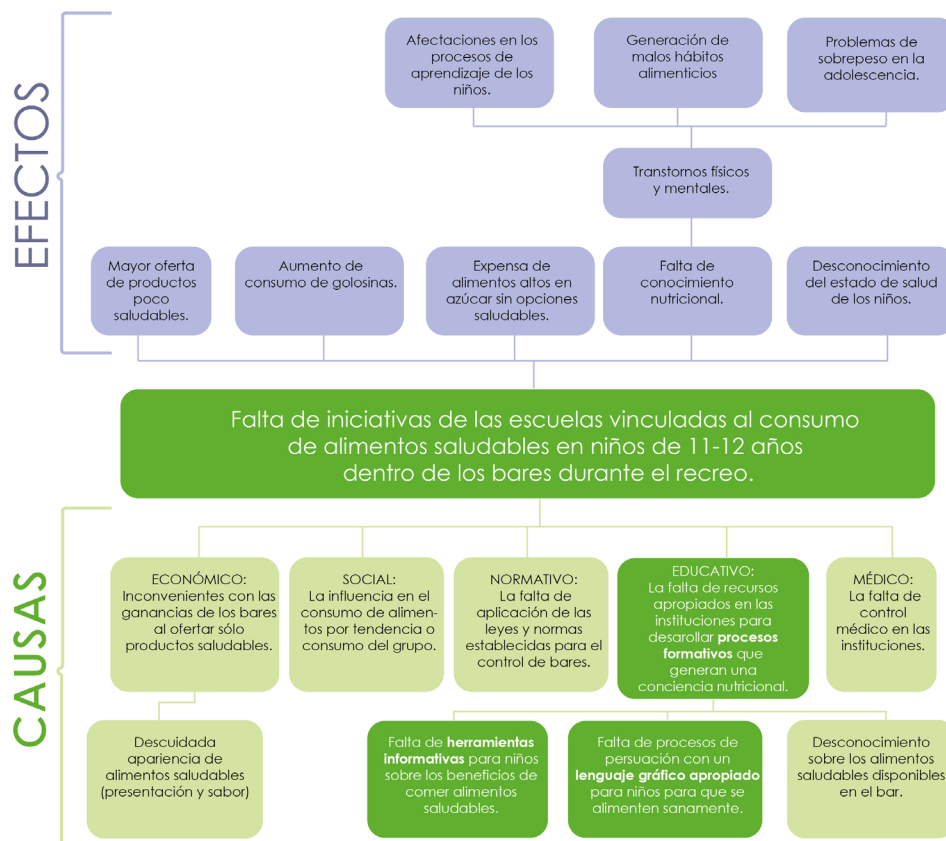 EFECTOS
Afectaciones en los
procesos de
aprendizaje de los
niños.
Generación de
malos hábitos
alimenticios
Problemas de
sobrepeso en la
adolescencia.
Transtornos físicos
y mentales.
Mayor oferta
de productos
poco
saludables.
Aumento de
consumo de golosinas.
Expensa de
alimentos altos en
azúcar sin opciones
saludables.
Falta de
conocimiento
nutricional.
Desconocimiento
del estado de salud
de los niños.
Falta de iniciativas de las escuelas vinculadas al consumo
de alimentos saludables en niños de 11-12 años
dentro de los bares durante el recreo.
CAUSAS
ECONÓMICO:
Inconvenientes con las
ganancias de los bares
al ofertar sólo
productos saludables.
SOCIAL:
La influencia en el
consumo de alimen-
tos por tendencia o
consumo del grupo.
NORMATIVO:
La falta de
aplicación de las
leyes y normas
establecidas para el
control de bares.
EDUCATIVO:
La falta de recursos
apropiados en las
instituciones para
desarollar procesos
formativos que
generan una
conciencia nutricional.
MÉDICO:
La falta de
control
médico en las
instituciones.
Descuidada
apariencia de
alimentos saludables
(presentación y sabor)
Falta de herramientas
informativas para niños
sobre los beneficios de
comer alimentos
saludables.
Falta de procesos de
persuación con un
lenguaje gráfico apropiado
para niños para que se
alimenten sanamente.
Desconocimiento
sobre los alimentos
saludables disponibles
en el bar.